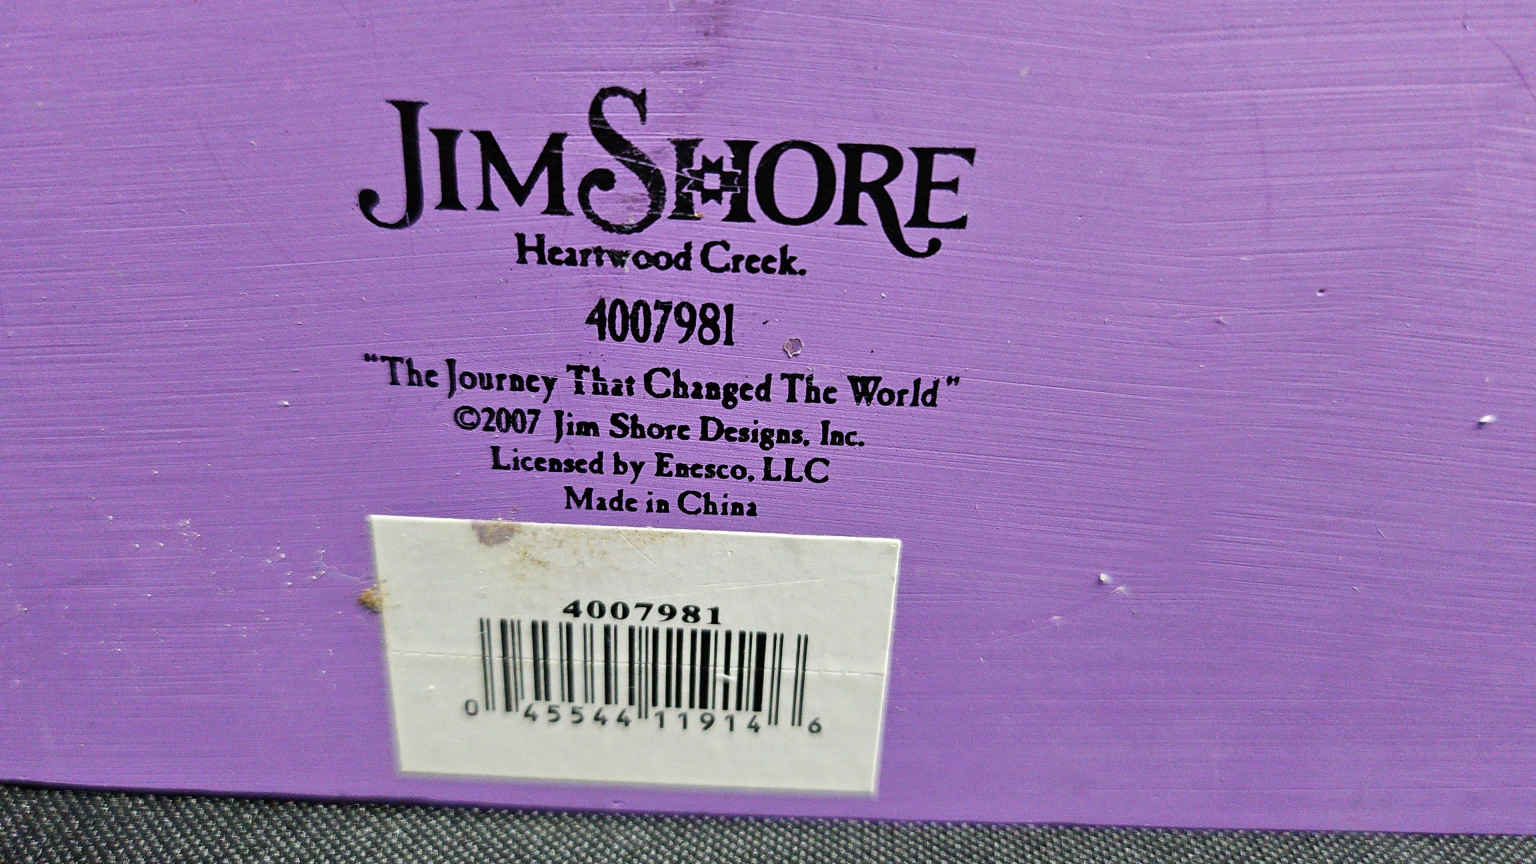 JIM SHORE
Heartwood Creek.
4007981
"The Journey That Changed The World"
©2007 Jim Shore Designs, Inc.
Licensed by Enesco, LLC
Made in China
4007981
0 45544 11914 6